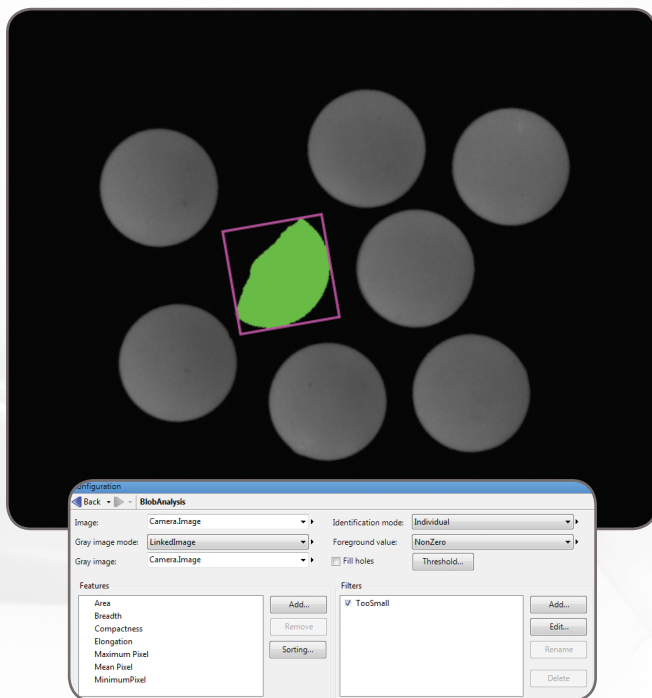 Configuration
Back BlobAnalysis
Image: Camera.Image Identification mode: Individual
Gray image mode: LinkedImage Foreground value: NonZero
Gray image: Camera.Image Fill holes Threshold...
Features Filters
Area Add... TooSmall Add...
Breadth
Compactness Remove Edit...
Elongation
Maximum Pixel Sorting... Rename
Mean Pixel
MinimumPixel Delete